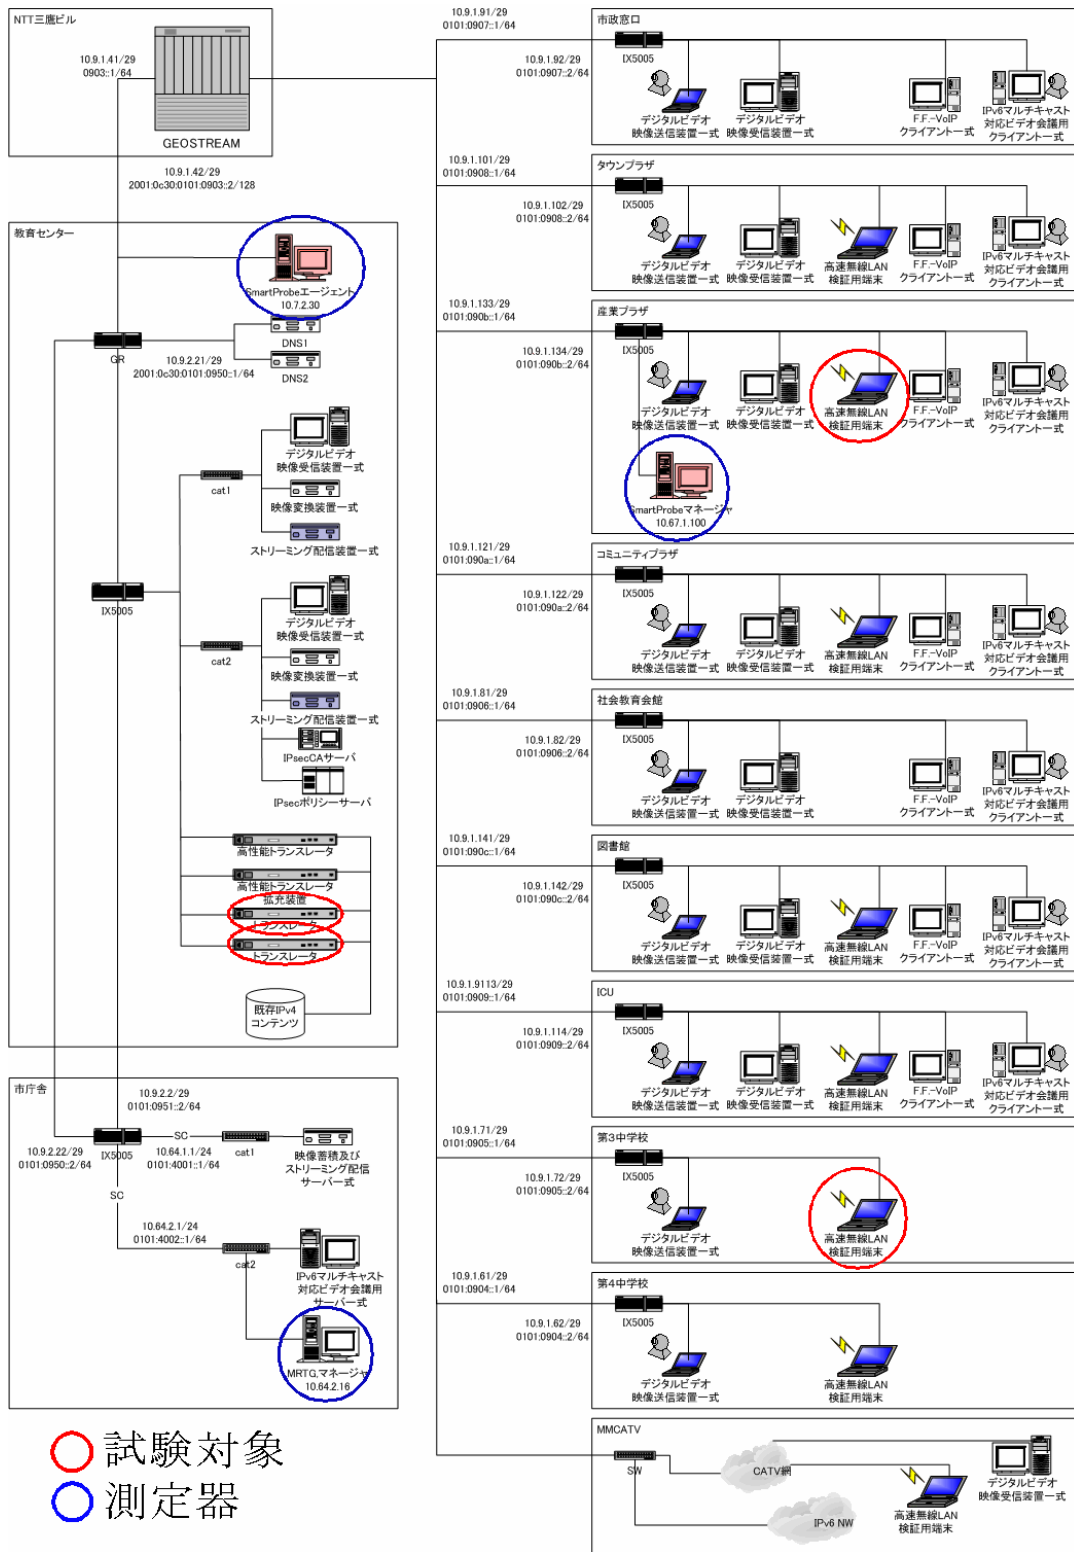 NTT三鷹ビル
10.9.1.41/29
0903::1/64
GEOSTREAM
10.9.1.42/29
2001:0c30:0101:0903::2/128
教育センター
SmartProbeエージェント
10.7.2.30
GR
10.9.2.21/29
2001:0c30:0101:0950::1/64
DNS1
DNS2
デジタルビデオ
映像受信装置一式
cat1
映像変換装置一式
ストリーミング配信装置一式
IX5005
デジタルビデオ
映像受信装置一式
cat2
映像変換装置一式
ストリーミング配信装置一式
IPsecCAサーバ
IPsecポリシーサーバ
高性能トランスレータ
高性能トランスレータ
拡充装置
トランスレータ
トランスレータ
既存IPv4
コンテンツ
市庁舎
10.9.2.2/29
0101:0951::2/64
10.9.2.22/29
0101:0950::2/64
IX5005
SC
10.64.1.1/24
0101:4001::1/64
cat1
映像蓄積及び
ストリーミング配信
サーバ一式
SC
10.64.2.1/24
0101:4002::1/64
cat2
IPv6マルチキャスト
対応ビデオ会議用
サーバ一式
MRTG,マネージャ
10.64.2.16
試験対象
測定器
10.9.1.91/29
0101:0907::1/64
市政窓口
IX5005
10.9.1.92/29
0101:0907::2/64
デジタルビデオ
映像送信装置一式
デジタルビデオ
映像受信装置一式
F.F.-VoIP
クライアント一式
IPv6マルチキャスト
対応ビデオ会議用
クライアント一式
10.9.1.101/29
0101:0908::1/64
タウンプラザ
IX5005
10.9.1.102/29
0101:0908::2/64
デジタルビデオ
映像送信装置一式
デジタルビデオ
映像受信装置一式
高速無線LAN
検証用端末
F.F.-VoIP
クライアント一式
IPv6マルチキャスト
対応ビデオ会議用
クライアント一式
10.9.1.133/29
0101:090b::1/64
産業プラザ
IX5005
10.9.1.134/29
0101:090b::2/64
デジタルビデオ
映像送信装置一式
デジタルビデオ
映像受信装置一式
高速無線LAN
検証用端末
F.F.-VoIP
クライアント一式
IPv6マルチキャスト
対応ビデオ会議用
クライアント一式
SmartProbeマネージャ
10.67.1.100
10.9.1.121/29
0101:090a::1/64
コミュニティプラザ
IX5005
10.9.1.122/29
0101:090a::2/64
デジタルビデオ
映像送信装置一式
デジタルビデオ
映像受信装置一式
高速無線LAN
検証用端末
F.F.-VoIP
クライアント一式
IPv6マルチキャスト
対応ビデオ会議用
クライアント一式
10.9.1.81/29
0101:0906::1/64
社会教育会館
IX5005
10.9.1.82/29
0101:0906::2/64
デジタルビデオ
映像送信装置一式
デジタルビデオ
映像受信装置一式
F.F.-VoIP
クライアント一式
IPv6マルチキャスト
対応ビデオ会議用
クライアント一式
10.9.1.141/29
0101:090c::1/64
図書館
IX5005
10.9.1.142/29
0101:090c::2/64
デジタルビデオ
映像送信装置一式
デジタルビデオ
映像受信装置一式
高速無線LAN
検証用端末
F.F.-VoIP
クライアント一式
IPv6マルチキャスト
対応ビデオ会議用
クライアント一式
10.9.1.9113/29
0101:0909::1/64
ICU
IX5005
10.9.1.114/29
0101:0909::2/64
デジタルビデオ
映像送信装置一式
デジタルビデオ
映像受信装置一式
高速無線LAN
検証用端末
F.F.-VoIP
クライアント一式
IPv6マルチキャスト
対応ビデオ会議用
クライアント一式
10.9.1.71/29
0101:0905::1/64
第3中学校
IX5005
10.9.1.72/29
0101:0905::2/64
デジタルビデオ
映像送信装置一式
高速無線LAN
検証用端末
10.9.1.61/29
0101:0904::1/64
第4中学校
IX5005
10.9.1.62/29
0101:0904::2/64
デジタルビデオ
映像送信装置一式
高速無線LAN
検証用端末
MMCATV
SW
CATV網
IPv6 NW
高速無線LAN
検証用端末
デジタルビデオ
映像受信装置一式